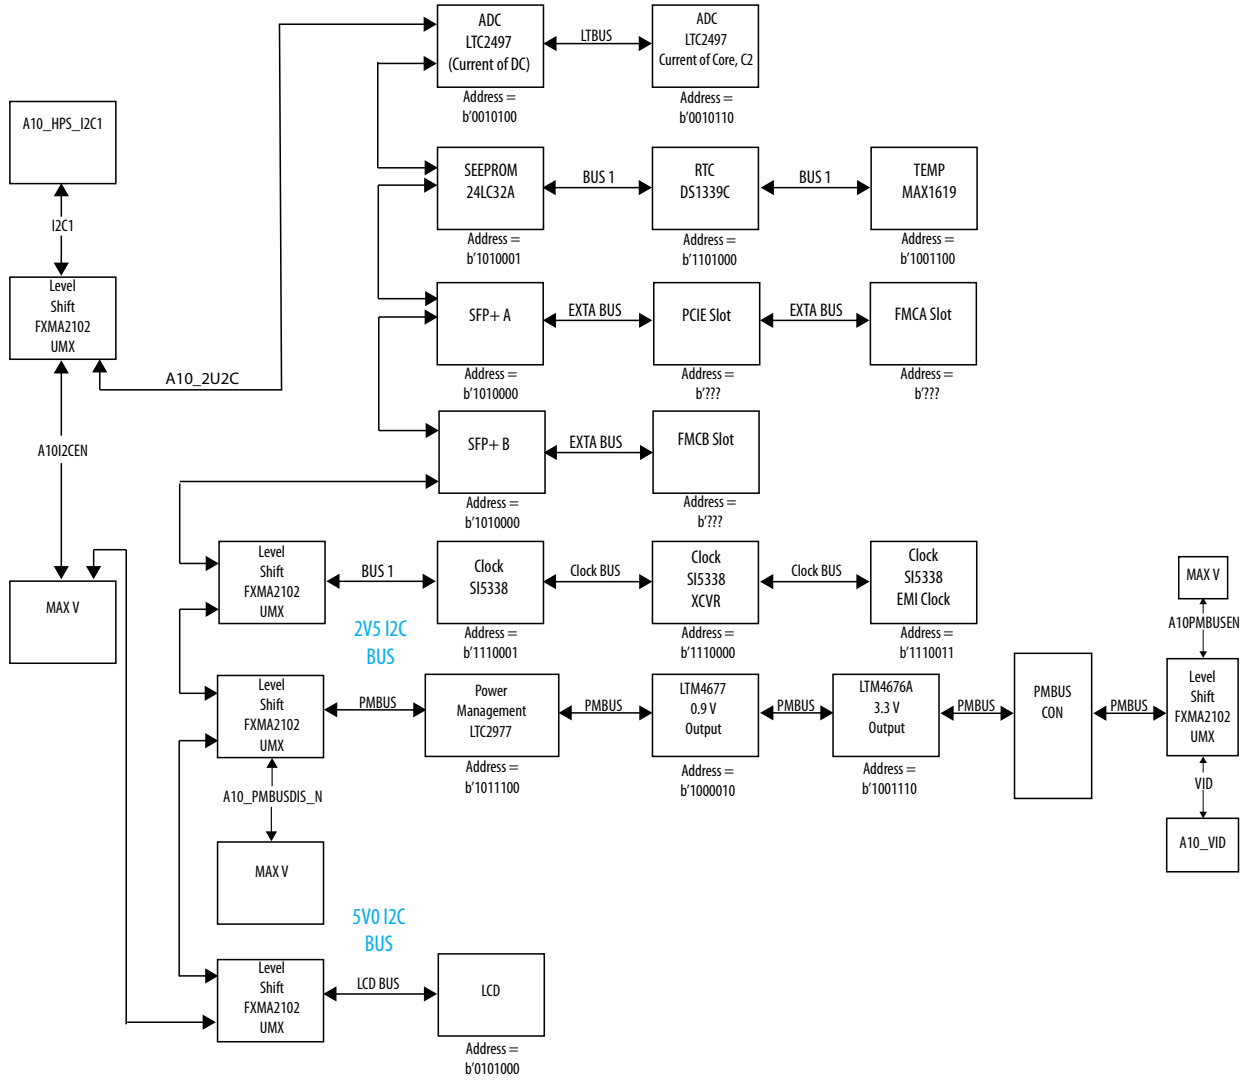 ADC
LTC2497
(Current of DC)
LTBUS
ADC
LTC2497
Current of Core, C2
Address =
b'0010100
Address =
b'0010110
A10_HPS_I2C1
I2C1
Level
Shift
FXMA2102
UMX
A10_2U2C
A10I2CEN
MAX V
SEEPROM
24LC32A
BUS 1
RTC
DS1339C
BUS 1
TEMP
MAX1619
Address =
b'1010001
Address =
b'1101000
Address =
b'1001100
SFP+ A
EXTA BUS
PCIE Slot
EXTA BUS
FMCA Slot
Address =
b'1010000
Address =
b'???
Address =
b'???
SFP+ B
EXTA BUS
FMCB Slot
Address =
b'1010000
Address =
b'???
Level
Shift
FXMA2102
UMX
BUS 1
Clock
SI5338
Clock BUS
Clock
SI5338
XCVR
Clock BUS
Clock
SI5338
EMI Clock
Address =
b'1110001
Address =
b'1110000
Address =
b'1110011
2V5 I2C
BUS
MAX V
A10PMBUSEN
Level
Shift
FXMA2102
UMX
PMBUS
Power
Management
LTC2977
PMBUS
LTM4677
0.9 V
Output
PMBUS
LTM4676A
3.3 V
Output
PMBUS
PMBUS
CON
PMBUS
Level
Shift
FXMA2102
UMX
Address =
b'1011100
Address =
b'1000010
Address =
b'1001110
VID
A10_VID
A10_PMBUSDIS_N
MAX V
5V0 I2C
BUS
Level
Shift
FXMA2102
UMX
LCD BUS
LCD
Address =
b'0101000